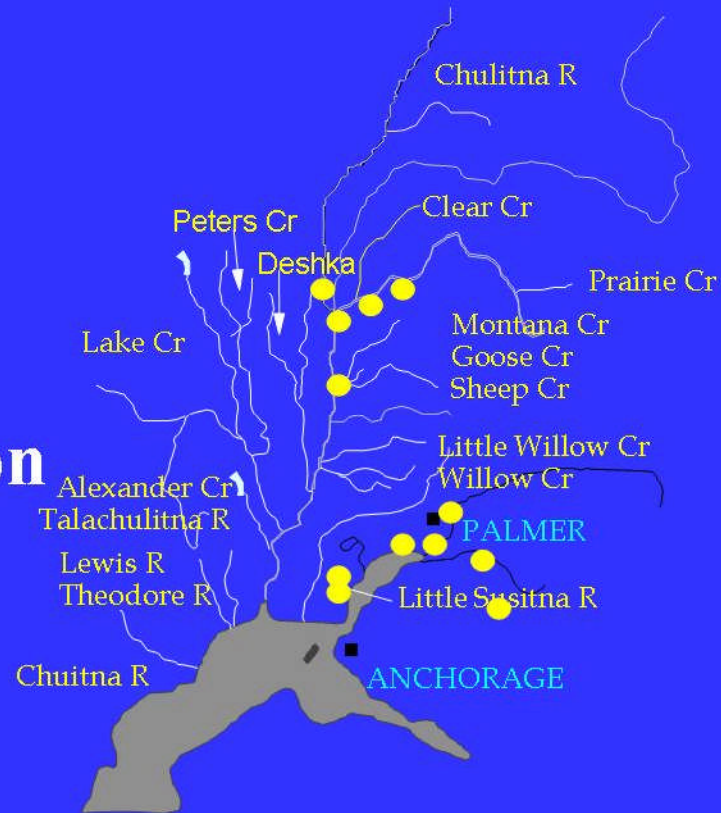 Chulitna R
Clear Cr
Peters Cr
Deshka
Prairie Cr
Lake Cr
Montana Cr
Goose Cr
Sheep Cr
on
Little Willow Cr
Willow Cr
Alexander Cr
Talachulitna R
PALMER
Lewis R
Theodore R
Little Susitna R
Chuitna R
ANCHORAGE